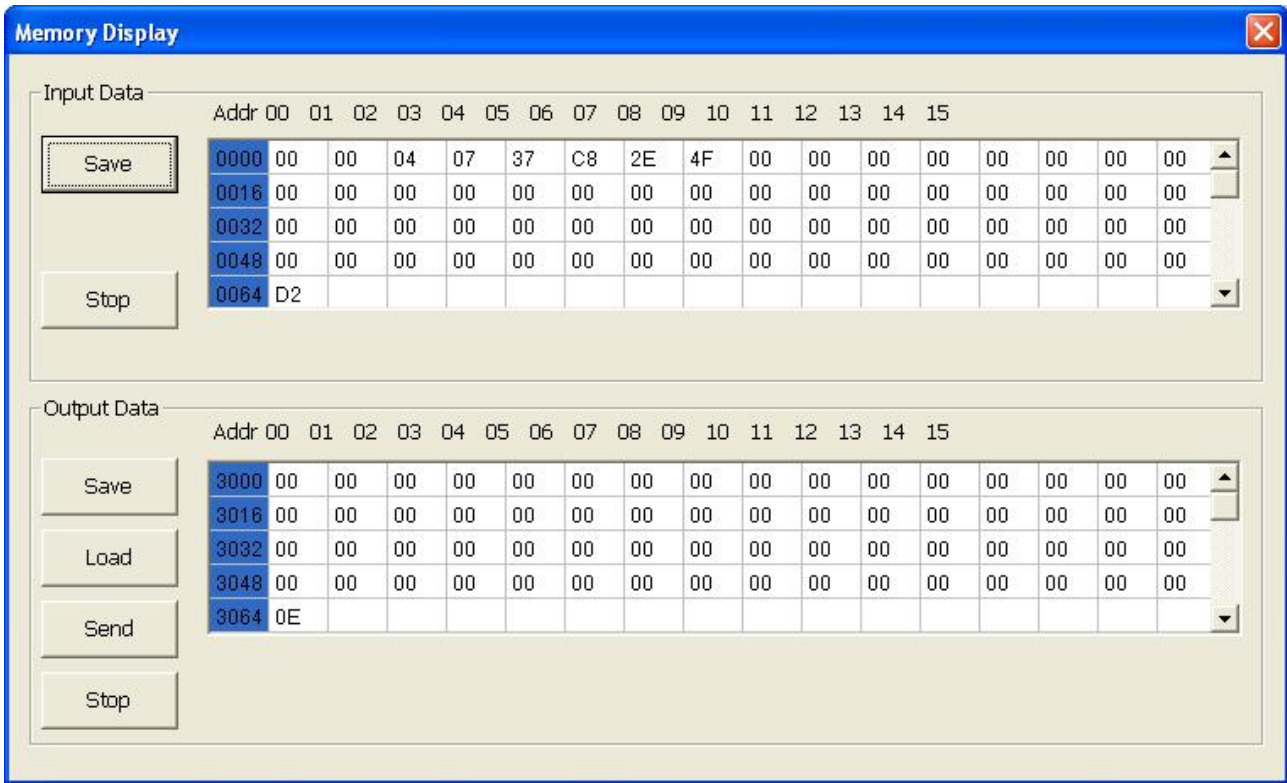 Memory Display
Input Data
Addr 00 01 02 03 04 05 06 07 08 09 10 11 12 13 14 15
Save
0000 00 00 04 07 37 C8 2E 4F 00 00 00 00 00 00 00 00
0016 00 00 00 00 00 00 00 00 00 00 00 00 00 00 00 00
0032 00 00 00 00 00 00 00 00 00 00 00 00 00 00 00 00
0048 00 00 00 00 00 00 00 00 00 00 00 00 00 00 00 00
Stop
0064 D2
Output Data
Addr 00 01 02 03 04 05 06 07 08 09 10 11 12 13 14 15
Save
3000 00 00 00 00 00 00 00 00 00 00 00 00 00 00 00 00
3016 00 00 00 00 00 00 00 00 00 00 00 00 00 00 00 00
Load
3032 00 00 00 00 00 00 00 00 00 00 00 00 00 00 00 00
3048 00 00 00 00 00 00 00 00 00 00 00 00 00 00 00 00
Send
3064 0E
Stop